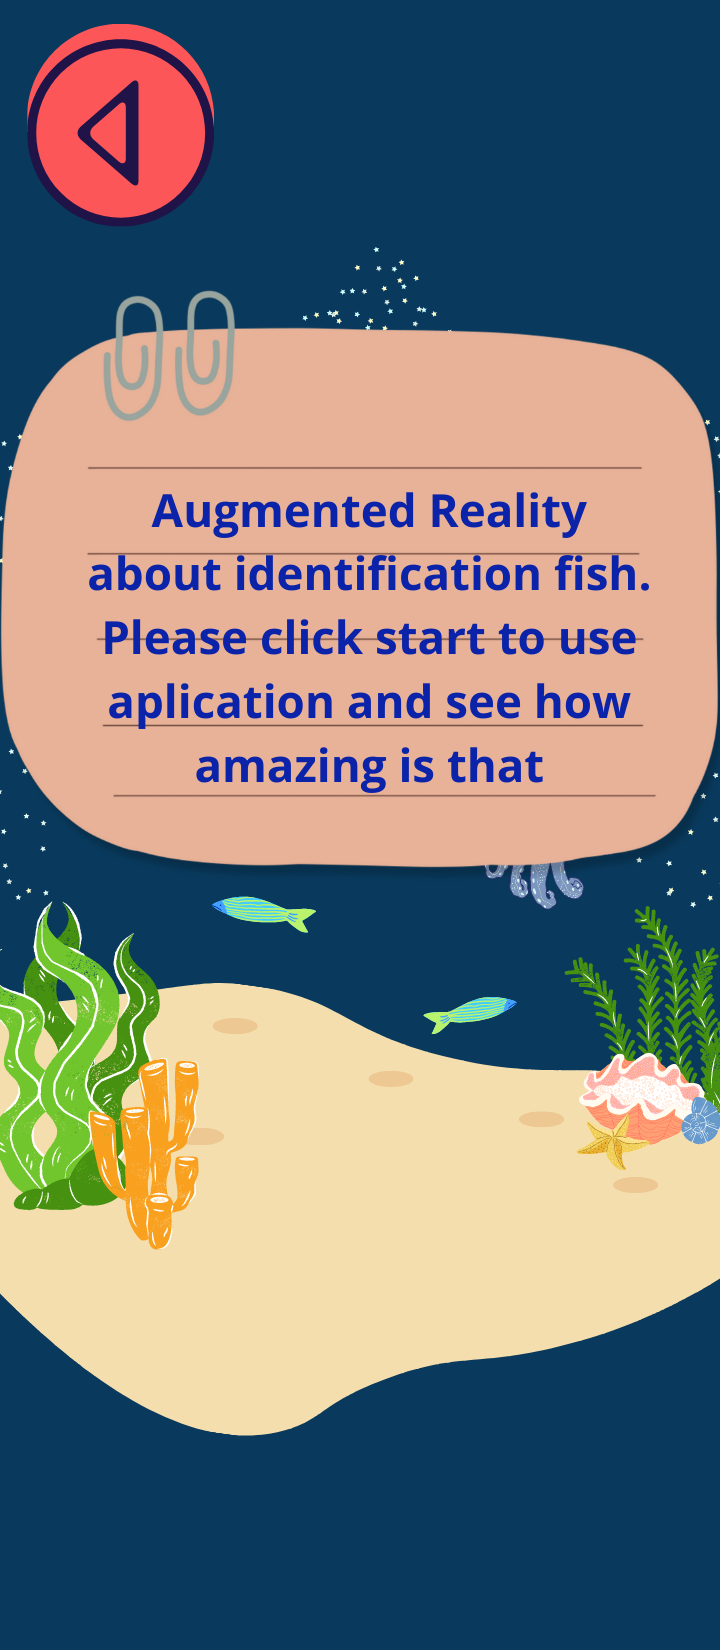 Augmented Reality
about identification fish.
Please click start to use
aplication and see how
amazing is that